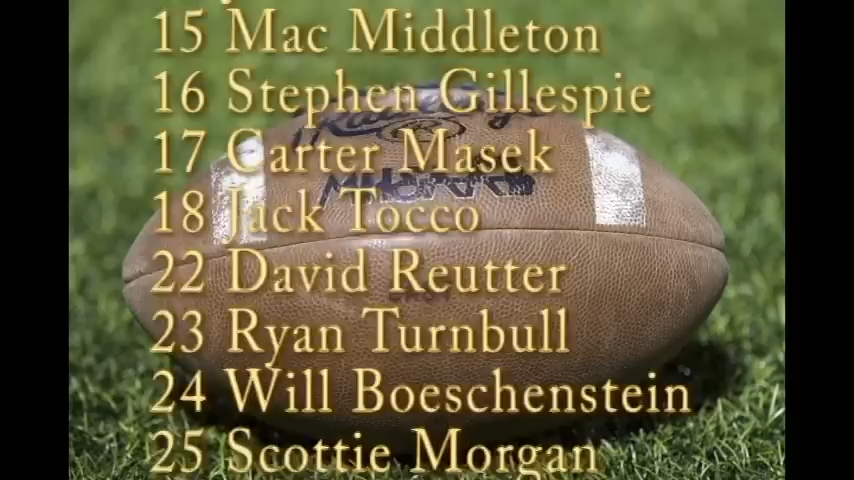 15 Mac Middleton
16 Stephen Gillespie
17 Carter Masek
18 Jack Tocco
22 David Reutter
23 Ryan Turnbull
24 Will Boeschenstein
25 Scottie Morgan